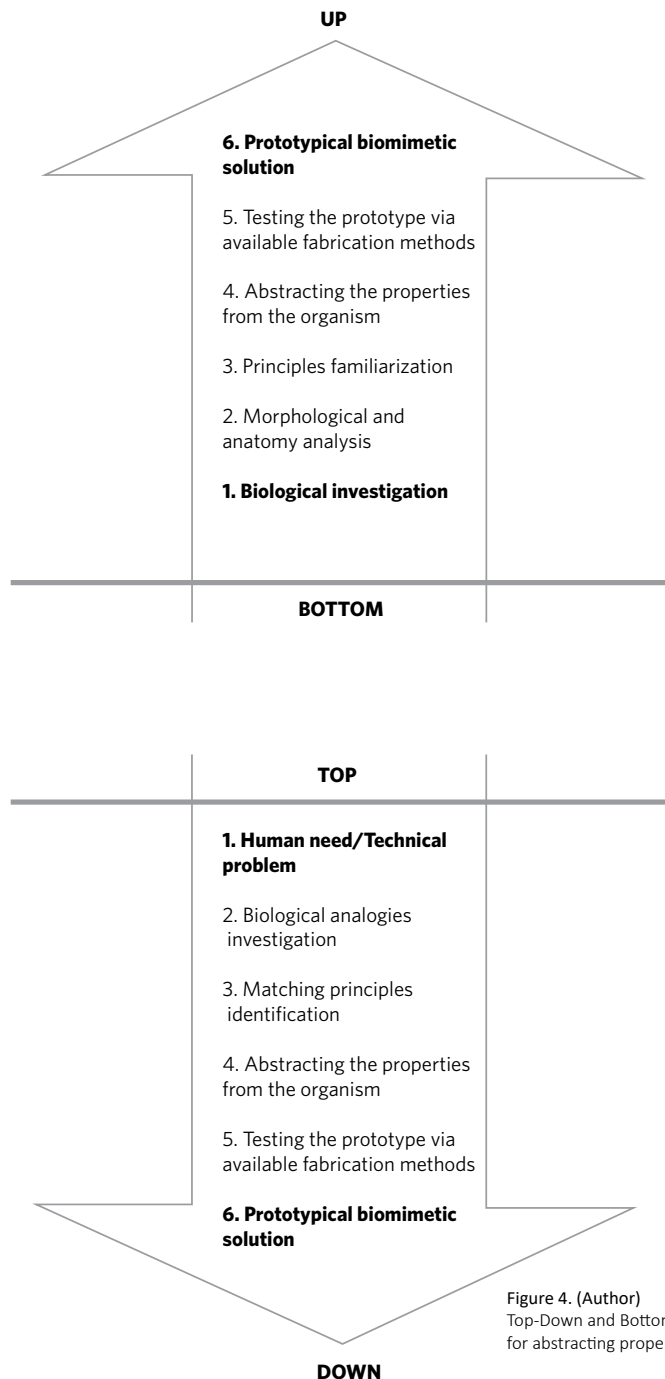 UP
6. Prototypical biomimetic
solution
5. Testing the prototype via
available fabrication methods
4. Abstracting the properties
from the organism
3. Principles familiarization
2. Morphological and
anatomy analysis
1. Biological investigation
BOTTOM
TOP
1. Human need/Technical
problem
2. Biological analogies
investigation
3. Matching principles
identification
4. Abstracting the properties
from the organism
5. Testing the prototype via
available fabrication methods
6. Prototypical biomimetic
solution
Figure 4. (Author)
Top-Down and
for abstracting
DOWN